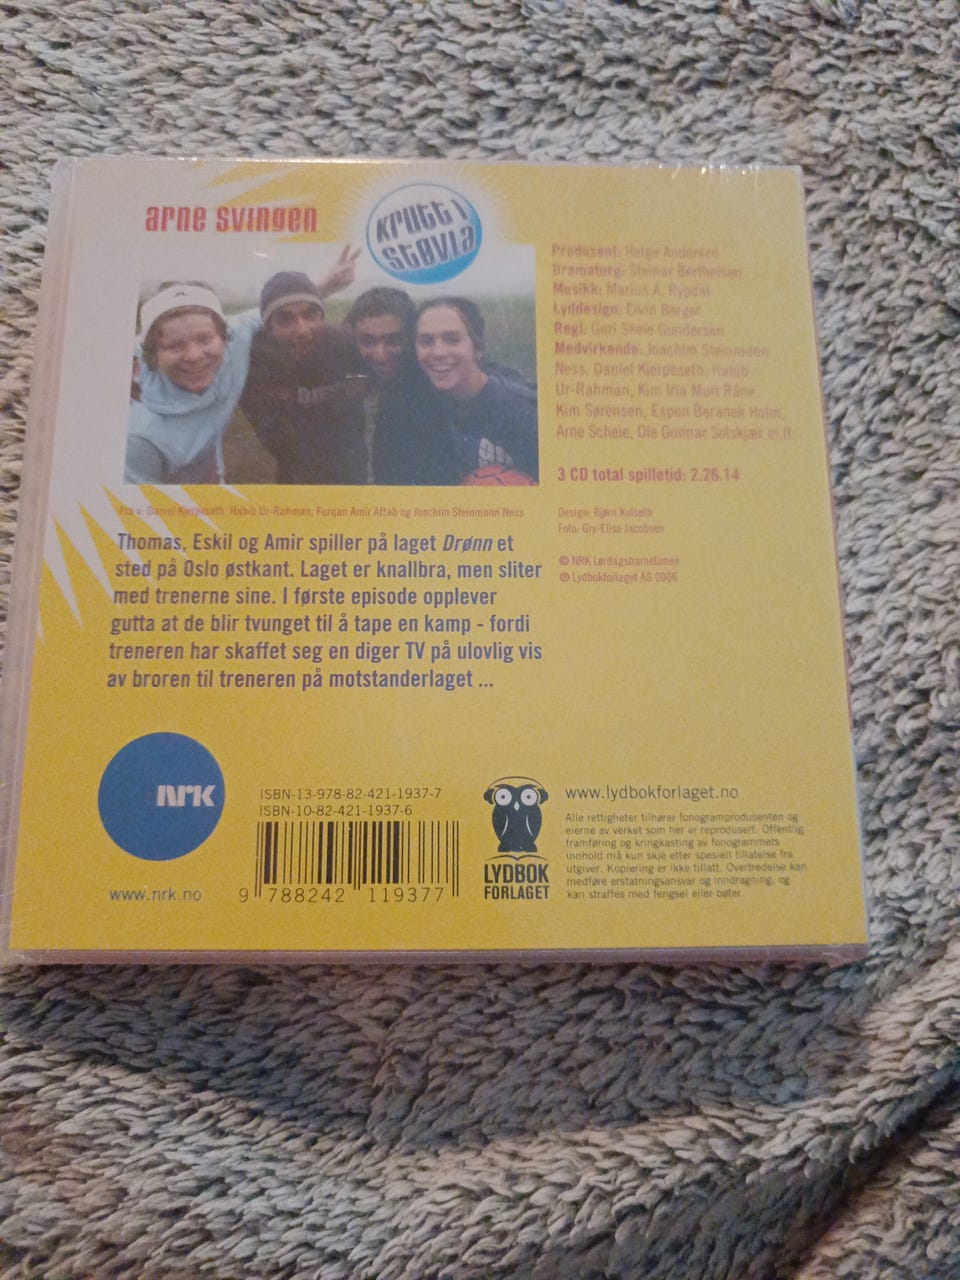 arne svingen
Krutt i
støvla
Produsent: Helge Andersen
Dramaturg: Steinar Berthelsen
Musikk: Marius A. Rypdal
Lyddesign: Eivin Berger
Regi: Guri Skeie Gundersen
Medvirkende: Joachim Steinmann
Ness, Daniel Kjerpeseth, Habib
Ur-Rahman, Kim Iria Muri Råne,
Kim Sørensen, Espen Beranek Holm,
Arne Scheie, Ole Gunnar Solskjær m.fl.
3 CD total spilletid: 2.26.14
Fra v: Daniel Kjerpeseth, Habib Ur-Rahman, Furqan Amir Aftab og Joachim Steinmann Ness
Design: Bjørn Kulseth
Foto: Gry-Elise Jacobsen
© NRK Lørdagsbarnetimen
℗ Lydbokforlaget AS 2006
Thomas, Eskil og Amir spiller på laget Drønn et
sted på Oslo østkant. Laget er knallbra, men sliter
med trenerne sine. I første episode opplever
gutta at de blir tvunget til å tape en kamp - fordi
treneren har skaffet seg en diger TV på ulovlig vis
av broren til treneren på motstanderlaget ...
NRK
www.nrk.no
ISBN-13-978-82-421-1937-7
ISBN-10-82-421-1937-6
9 788242 119377
LYDBOK
FORLAGET
www.lydbokforlaget.no
Alle rettigheter tilhører fonogramprodusenten og
eierne av verket som her er reprodusert. Offentlig
framføring og kringkasting av fonogrammets
innhold må kun skje etter spesiell tillatelse fra
utgiver. Kopiering er ikke tillatt. Overtredelse kan
medføre erstatningsansvar og inndragning, og
kan straffes med fengsel eller bøter.